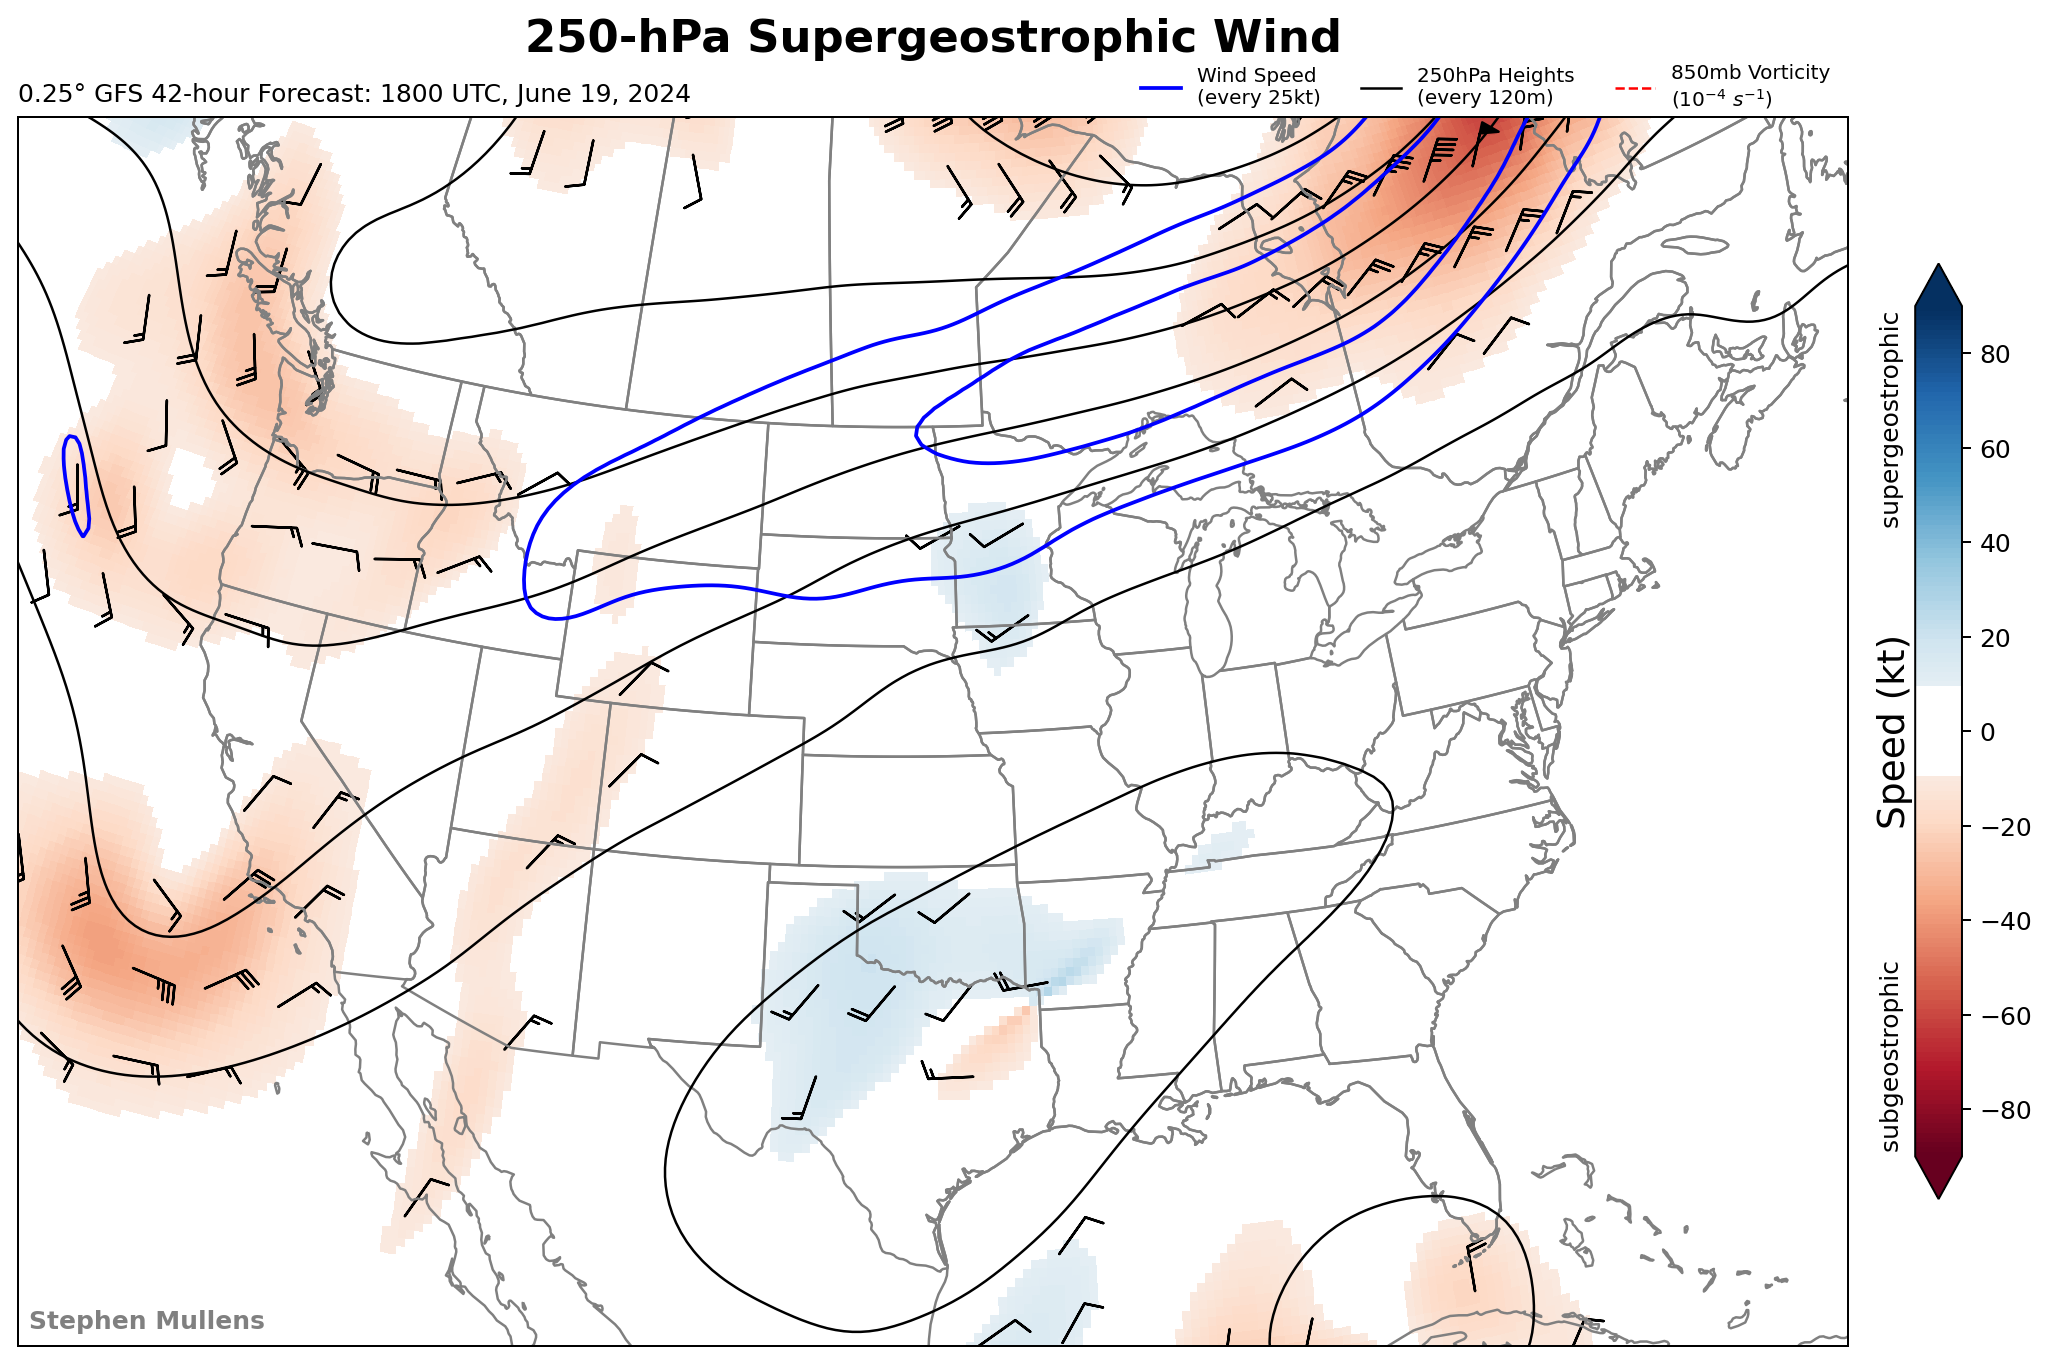 250-hPa Supergeostrophic Wind
0.25° GFS 42-hour Forecast: 1800 UTC, June 19, 2024
Wind Speed
(every 25kt)
250hPa Heights
(every 120m)
850mb Vorticity
(10⁻⁴ s⁻¹)
supergeostrophic
Speed (kt)
subgeostrophic
80
60
40
20
0
−20
−40
−60
−80
Stephen Mullens